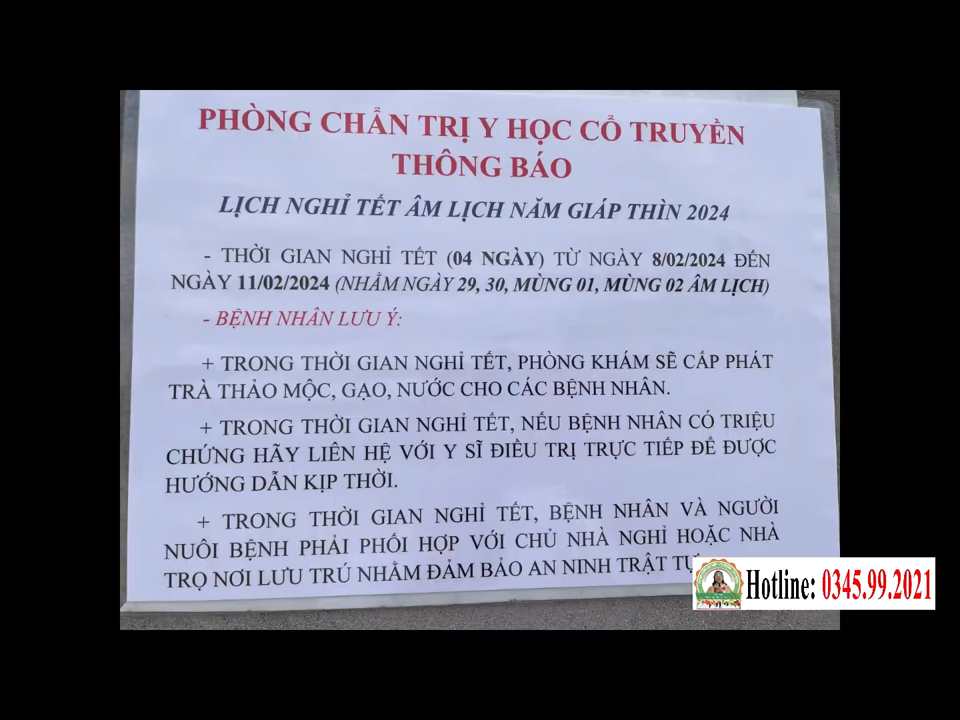 PHÒNG CHẨN TRỊ Y HỌC CỔ TRUYỀN
THÔNG BÁO
LỊCH NGHỈ TẾT ÂM LỊCH NĂM GIÁP THÌN 2024
- THỜI GIAN NGHỈ TẾT (04 NGÀY) TỪ NGÀY 8/02/2024 ĐẾN
NGÀY 11/02/2024 (NHẰM NGÀY 29, 30, MÙNG 01, MÙNG 02 ÂM LỊCH)
- BỆNH NHÂN LƯU Ý:
+ TRONG THỜI GIAN NGHỈ TẾT, PHÒNG KHÁM SẼ CẤP PHÁT
TRÀ THẢO MỘC, GẠO, NƯỚC CHO CÁC BỆNH NHÂN.
+ TRONG THỜI GIAN NGHỈ TẾT, NẾU BỆNH NHÂN CÓ TRIỆU
CHỨNG HÃY LIÊN HỆ VỚI Y SĨ ĐIỀU TRỊ TRỰC TIẾP ĐỂ ĐƯỢC
HƯỚNG DẪN KỊP THỜI.
+ TRONG THỜI GIAN NGHỈ TẾT, BỆNH NHÂN VÀ NGƯỜI
NUÔI BỆNH PHẢI PHỐI HỢP VỚI CHỦ NHÀ NGHỈ HOẶC NHÀ
TRỌ NƠI LƯU TRÚ NHẰM ĐẢM BẢO AN NINH TRẬT TỰ
Hotline: 0345.99.2021